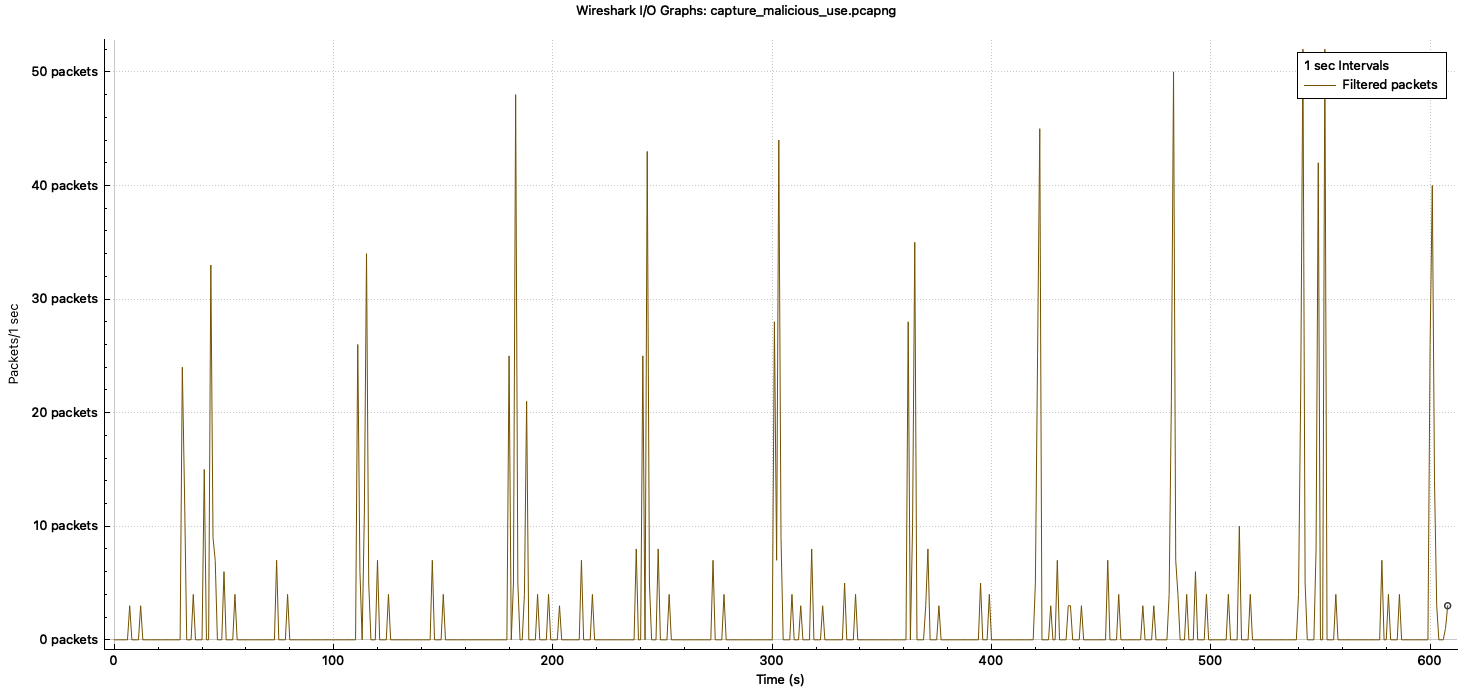 Wireshark I/O Graphs: capture_malicious_use.pcapng
50 packets
40 packets
30 packets
20 packets
10 packets
0 packets
Packets/1 sec
1 sec Intervals
Filtered packets
0 100 200 300 400 500 600
Time (s)